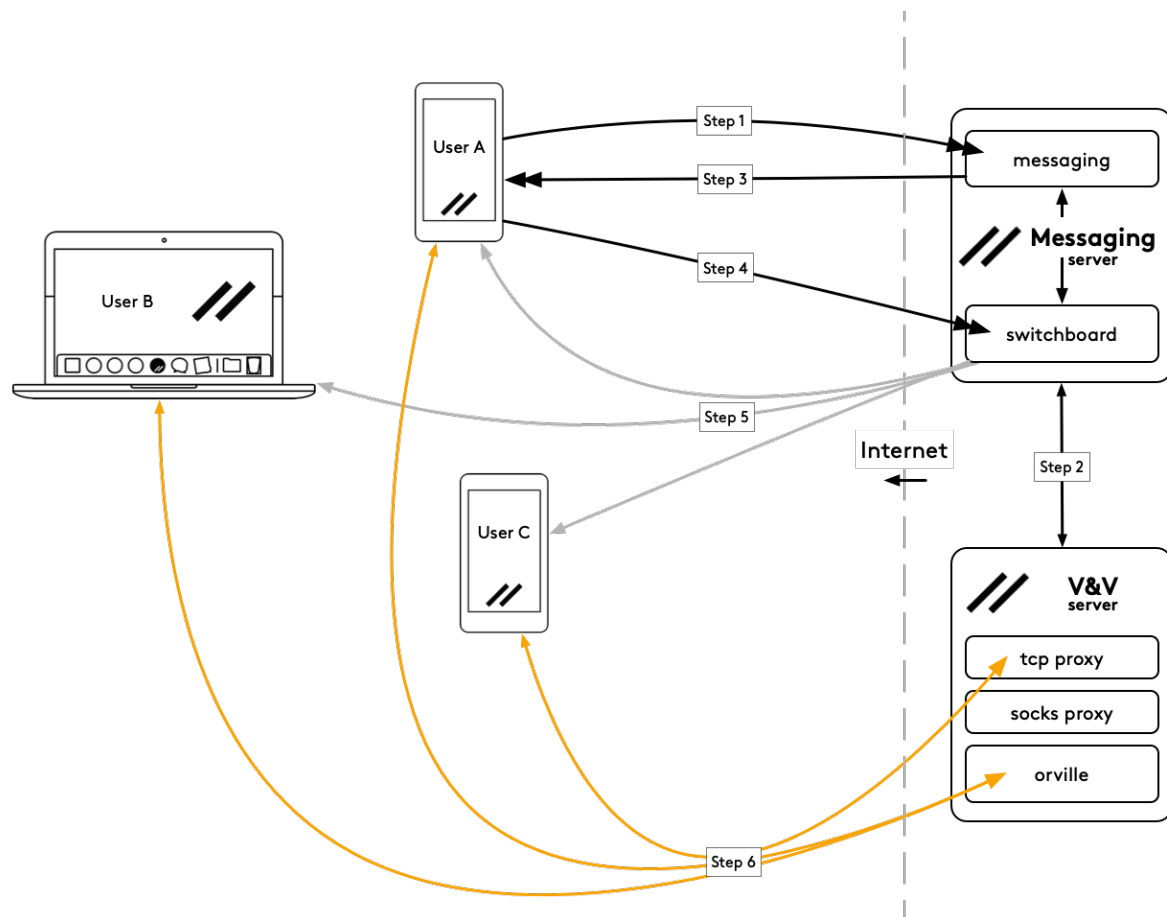 Step 1
User A
messaging
Step 3
Messaging
server
Step 4
User B
switchboard
Step 5
Internet
Step 2
User C
V&V
server
tcp proxy
socks proxy
orville
Step 6